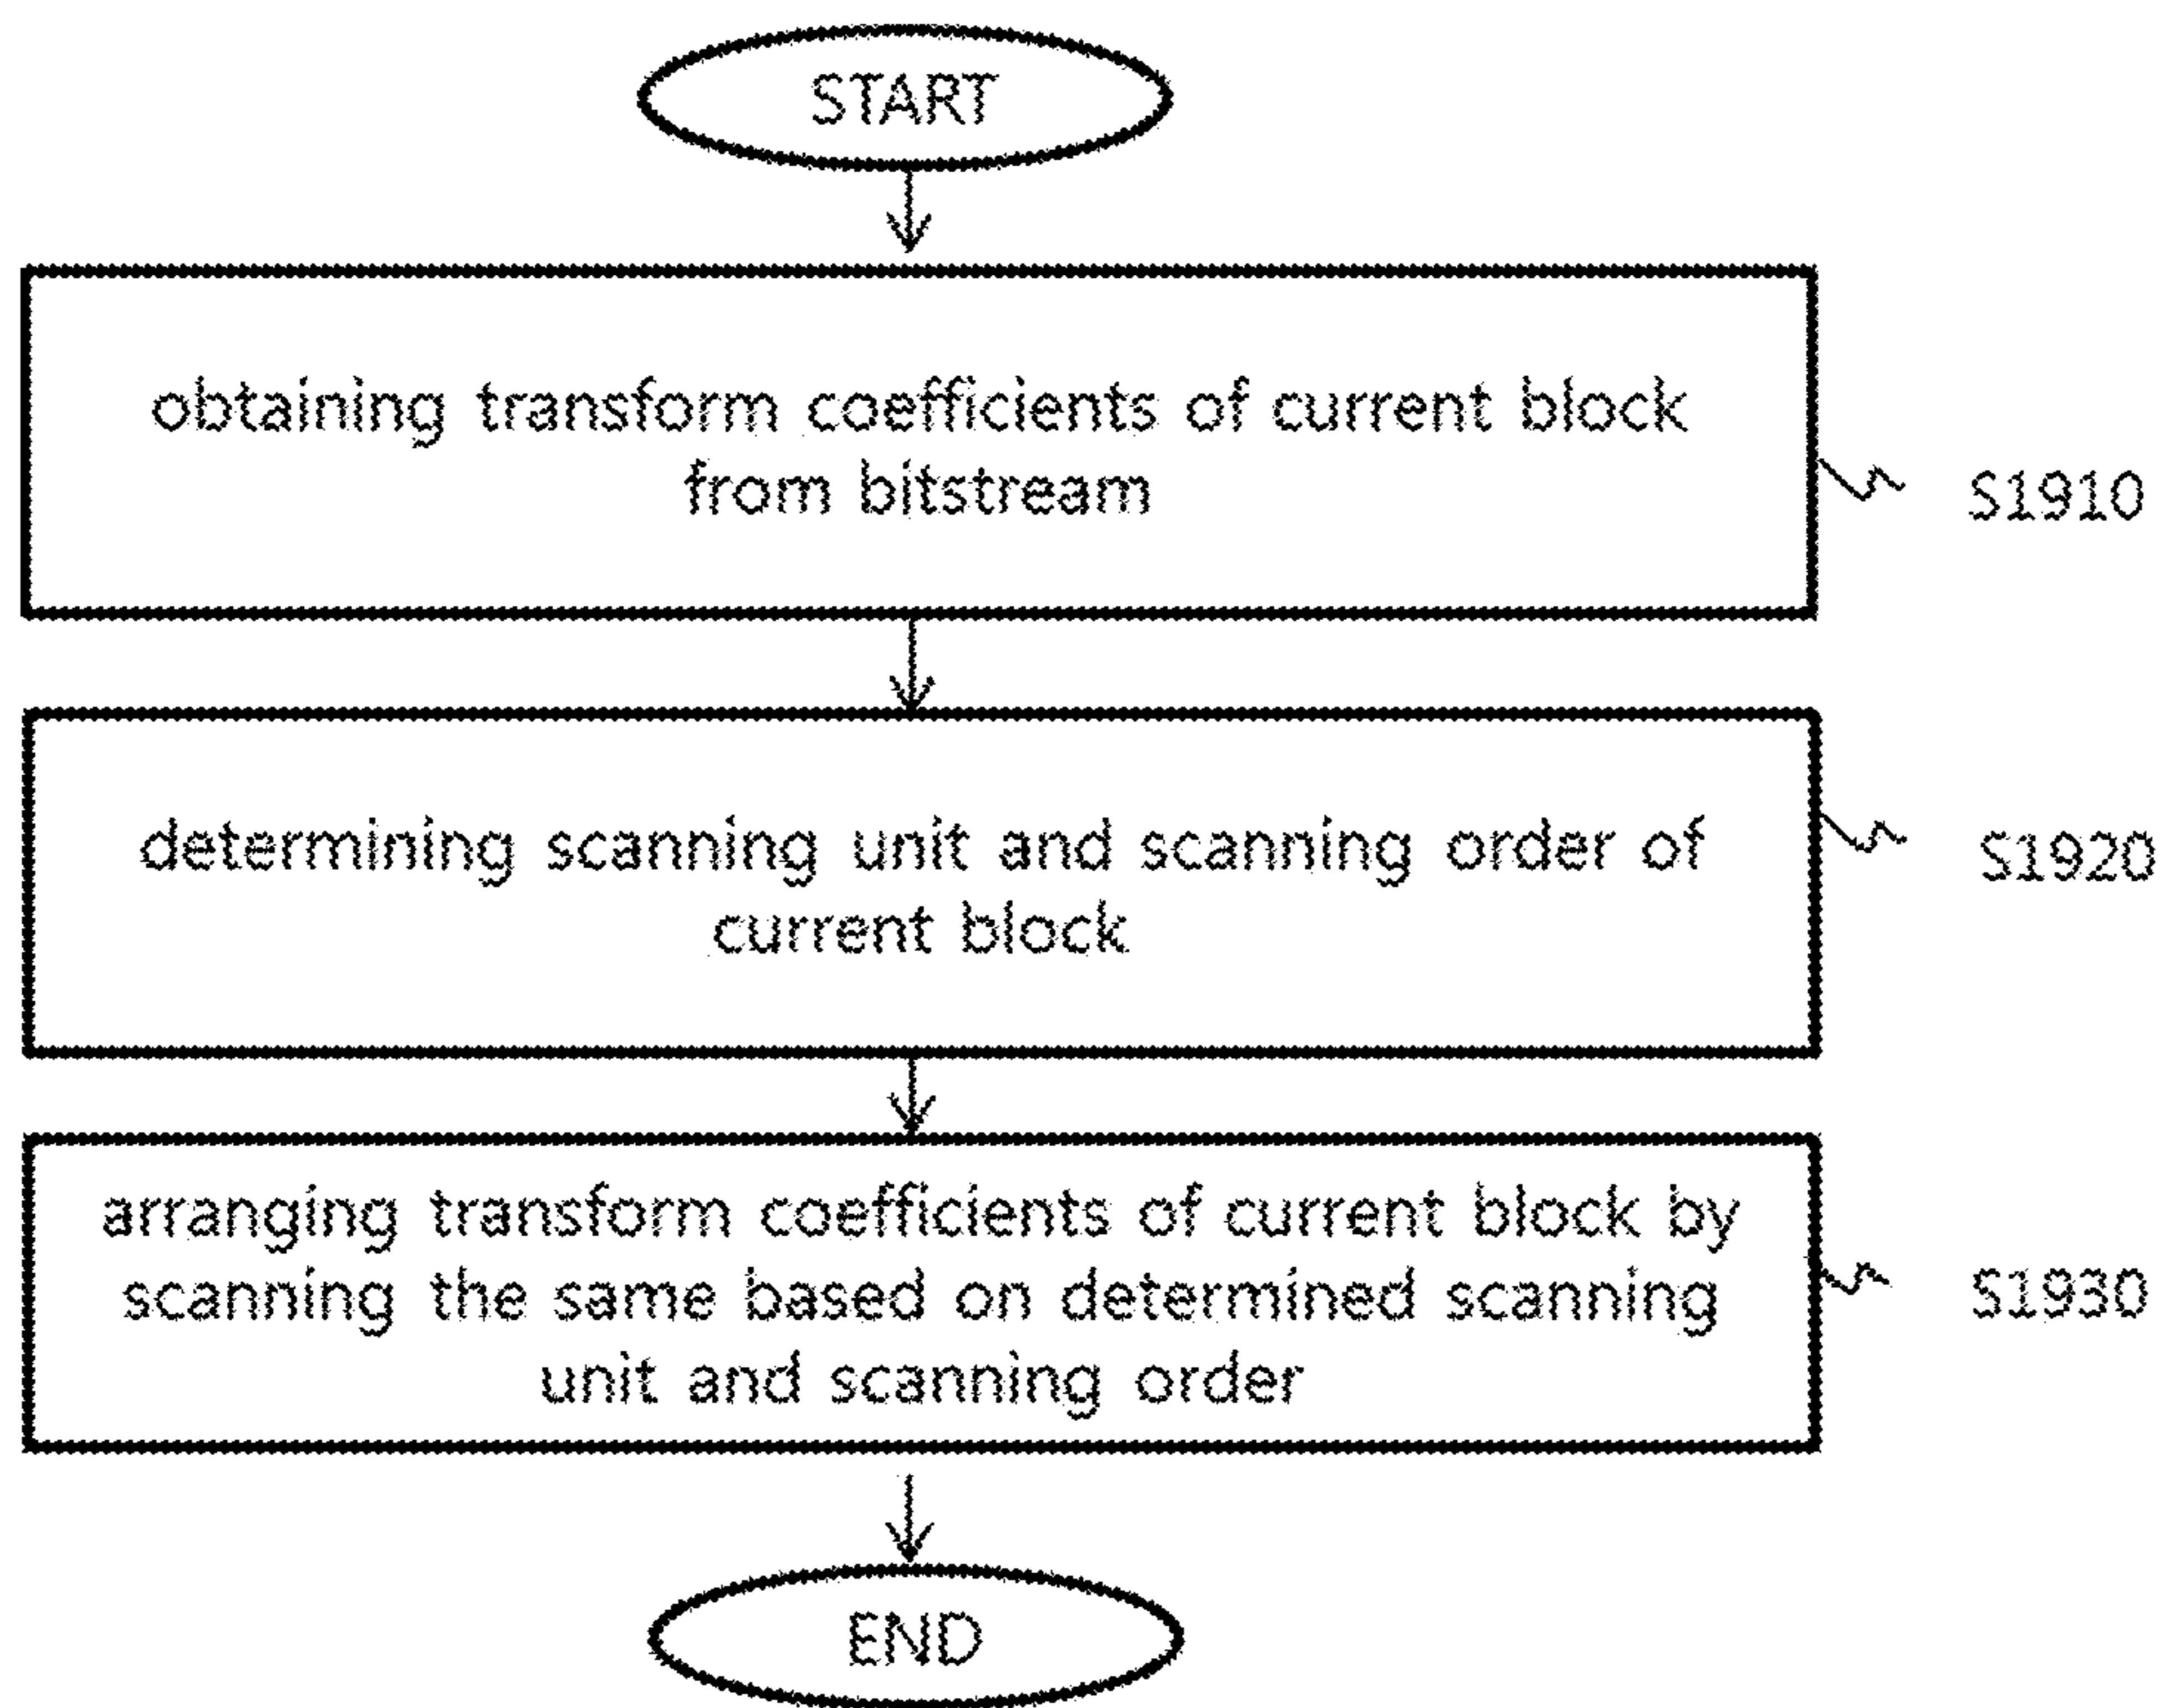 START
obtaining transform coefficients of current block
from bitstream
S1910
determining scanning unit and scanning order of
current block
S1920
arranging transform coefficients of current block by
scanning the same based on determined scanning
unit and scanning order
S1930
END